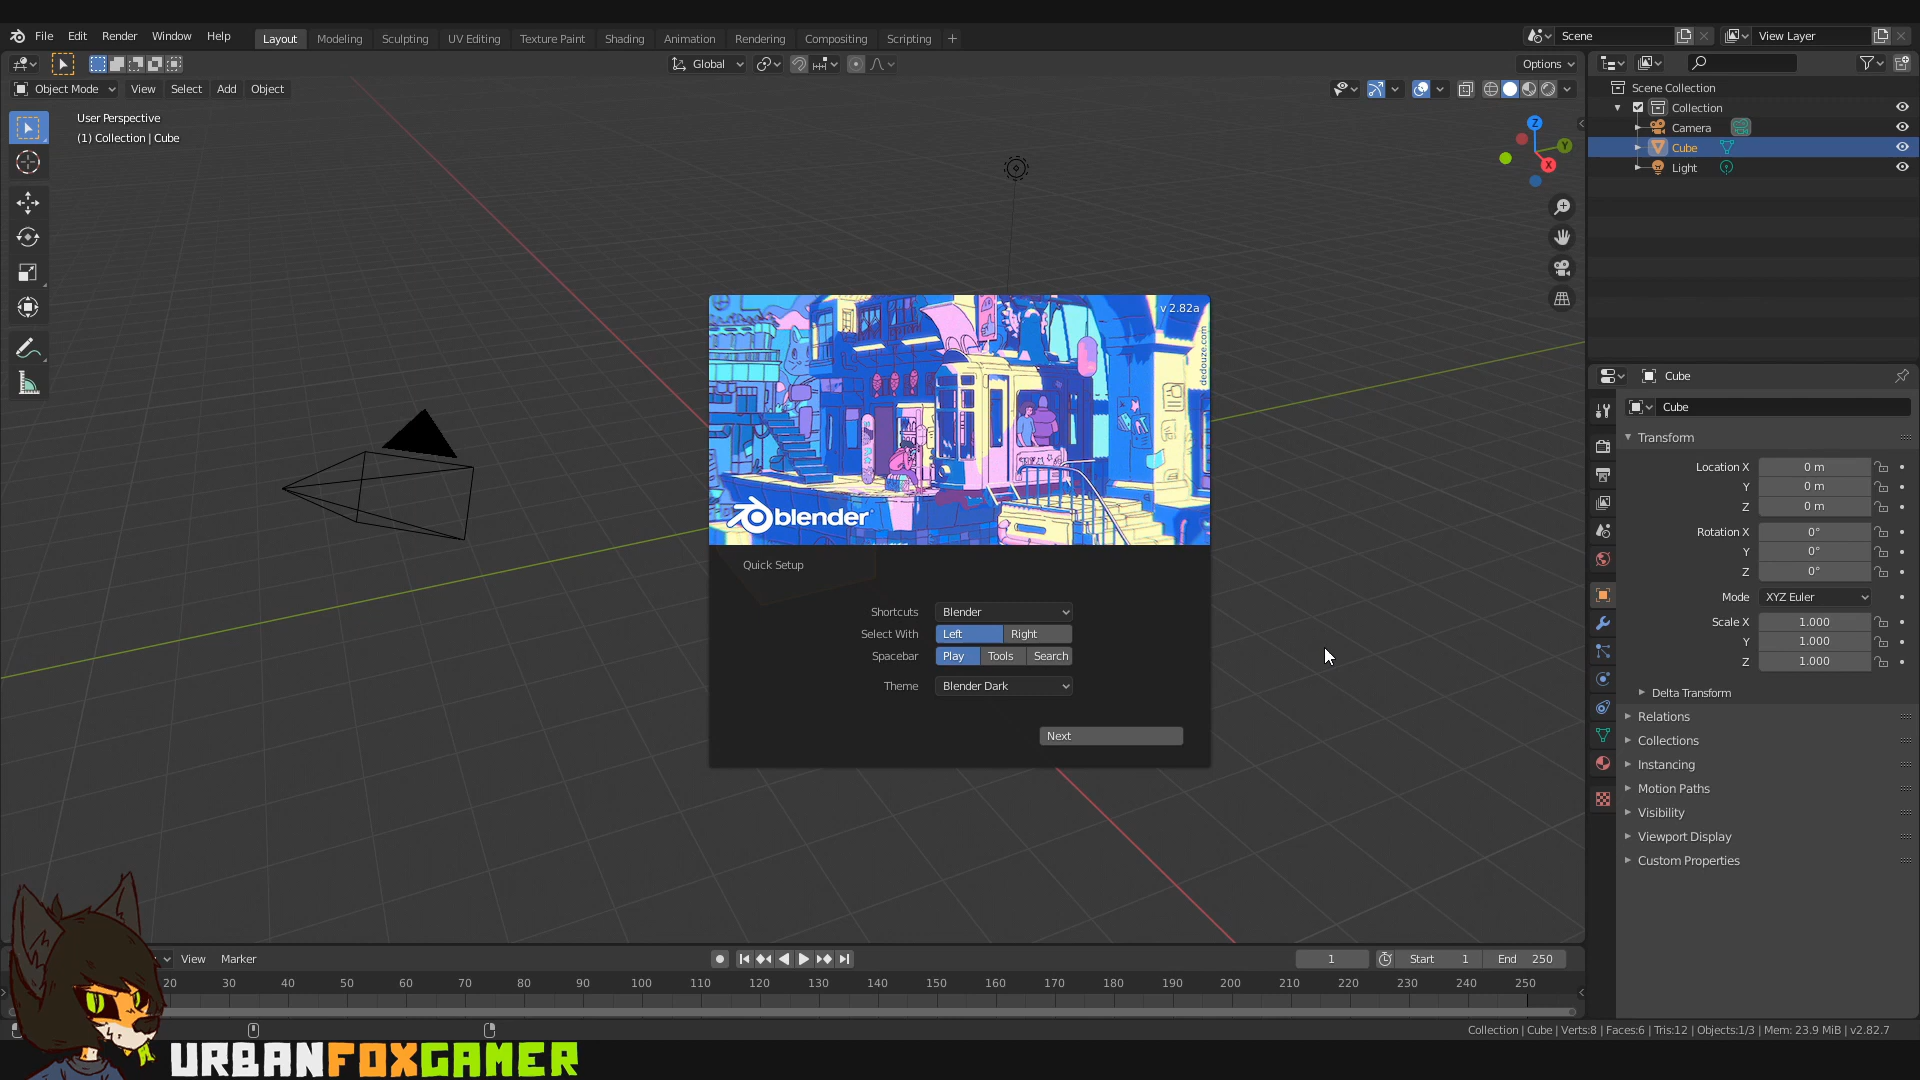 File Edit Render Window Help Layout Modeling Sculpting UV Editing Texture Paint Shading Animation Rendering Compositing Scripting + Scene View Layer
Global Options
Object Mode View Select Add Object
User Perspective
(1) Collection | Cube
Z
Y
X
Scene Collection
Collection
Camera
Cube
Light
v 2.82a
dedouze.com
blender
Quick Setup
Shortcuts Blender
Select With Left Right
Spacebar Play Tools Search
Theme Blender Dark
Next
Cube
Cube
Transform
Location X 0 m
Y 0 m
Z 0 m
Rotation X 0°
Y 0°
Z 0°
Mode XYZ Euler
Scale X 1.000
Y 1.000
Z 1.000
Delta Transform
Relations
Collections
Instancing
Motion Paths
Visibility
Viewport Display
Custom Properties
View Marker 1 Start 1 End 250
20 30 40 50 60 70 80 90 100 110 120 130 140 150 160 170 180 190 200 210 220 230 240 250
Collection | Cube | Verts:8 | Faces:6 | Tris:12 | Objects:1/3 | Mem: 23.9 MiB | v2.82.7
URBANFOXGAMER